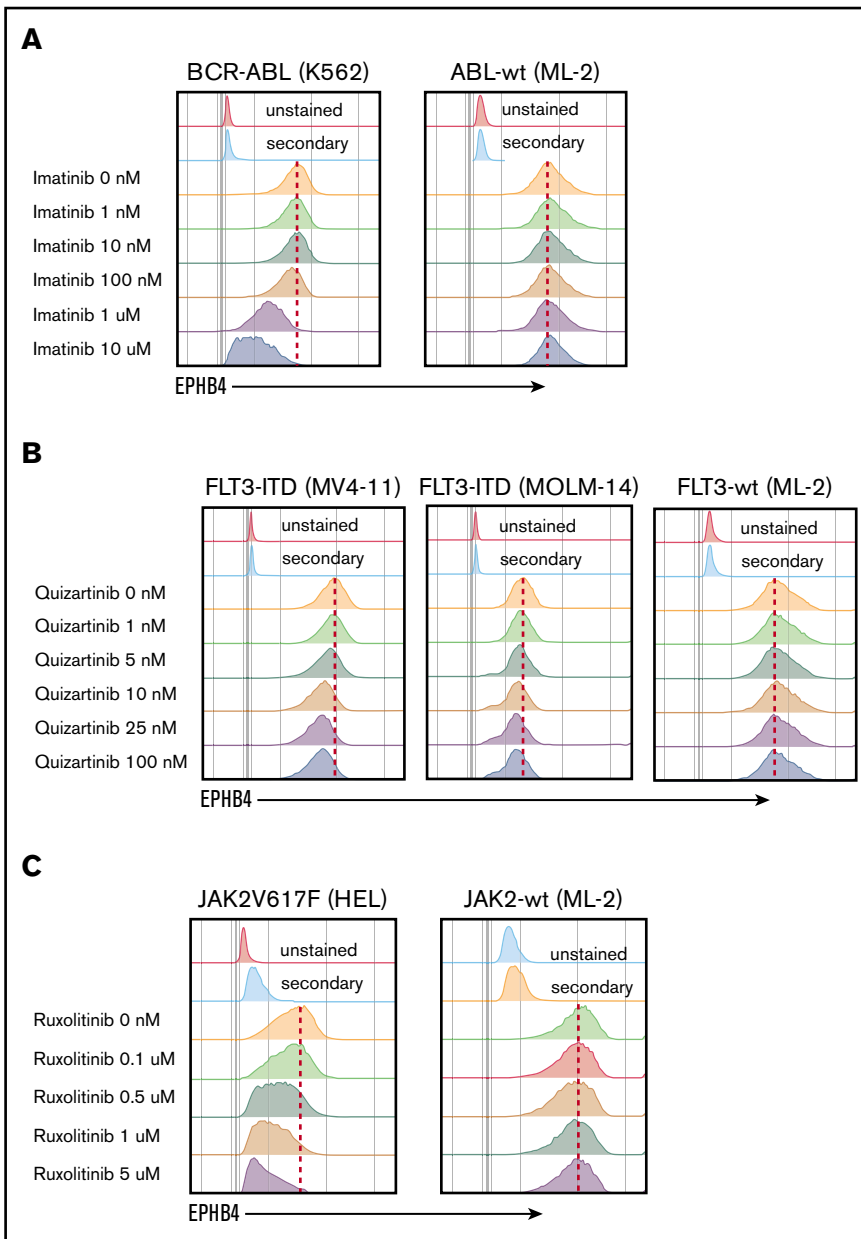 A
BCR-ABL (K562) ABL-wt (ML-2)
unstained unstained
secondary secondary
Imatinib 0 nM
Imatinib 1 nM
Imatinib 10 nM
Imatinib 100 nM
Imatinib 1 uM
Imatinib 10 uM
EPHB4
B
FLT3-ITD (MV4-11) FLT3-ITD (MOLM-14) FLT3-wt (ML-2)
unstained unstained unstained
secondary secondary secondary
Quizartinib 0 nM
Quizartinib 1 nM
Quizartinib 5 nM
Quizartinib 10 nM
Quizartinib 25 nM
Quizartinib 100 nM
EPHB4
C
JAK2V617F (HEL) JAK2-wt (ML-2)
unstained unstained
secondary secondary
Ruxolitinib 0 nM
Ruxolitinib 0.1 uM
Ruxolitinib 0.5 uM
Ruxolitinib 1 uM
Ruxolitinib 5 uM
EPHB4